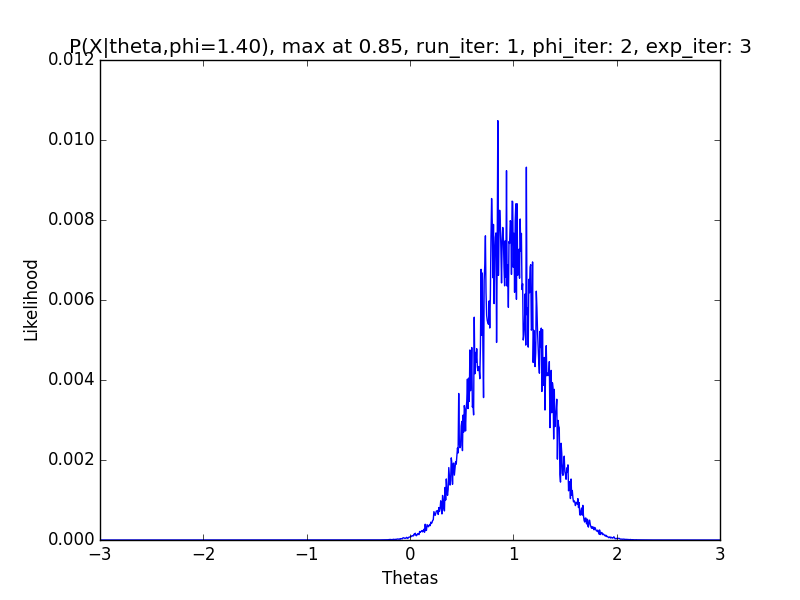 P(X|theta,phi=1.40), max at 0.85, run_iter: 1, phi_iter: 2, exp_iter: 3
0.012
0.010
0.008
0.006
0.004
0.002
0.000
Likelihood
−3 −2 −1 0 1 2 3
Thetas